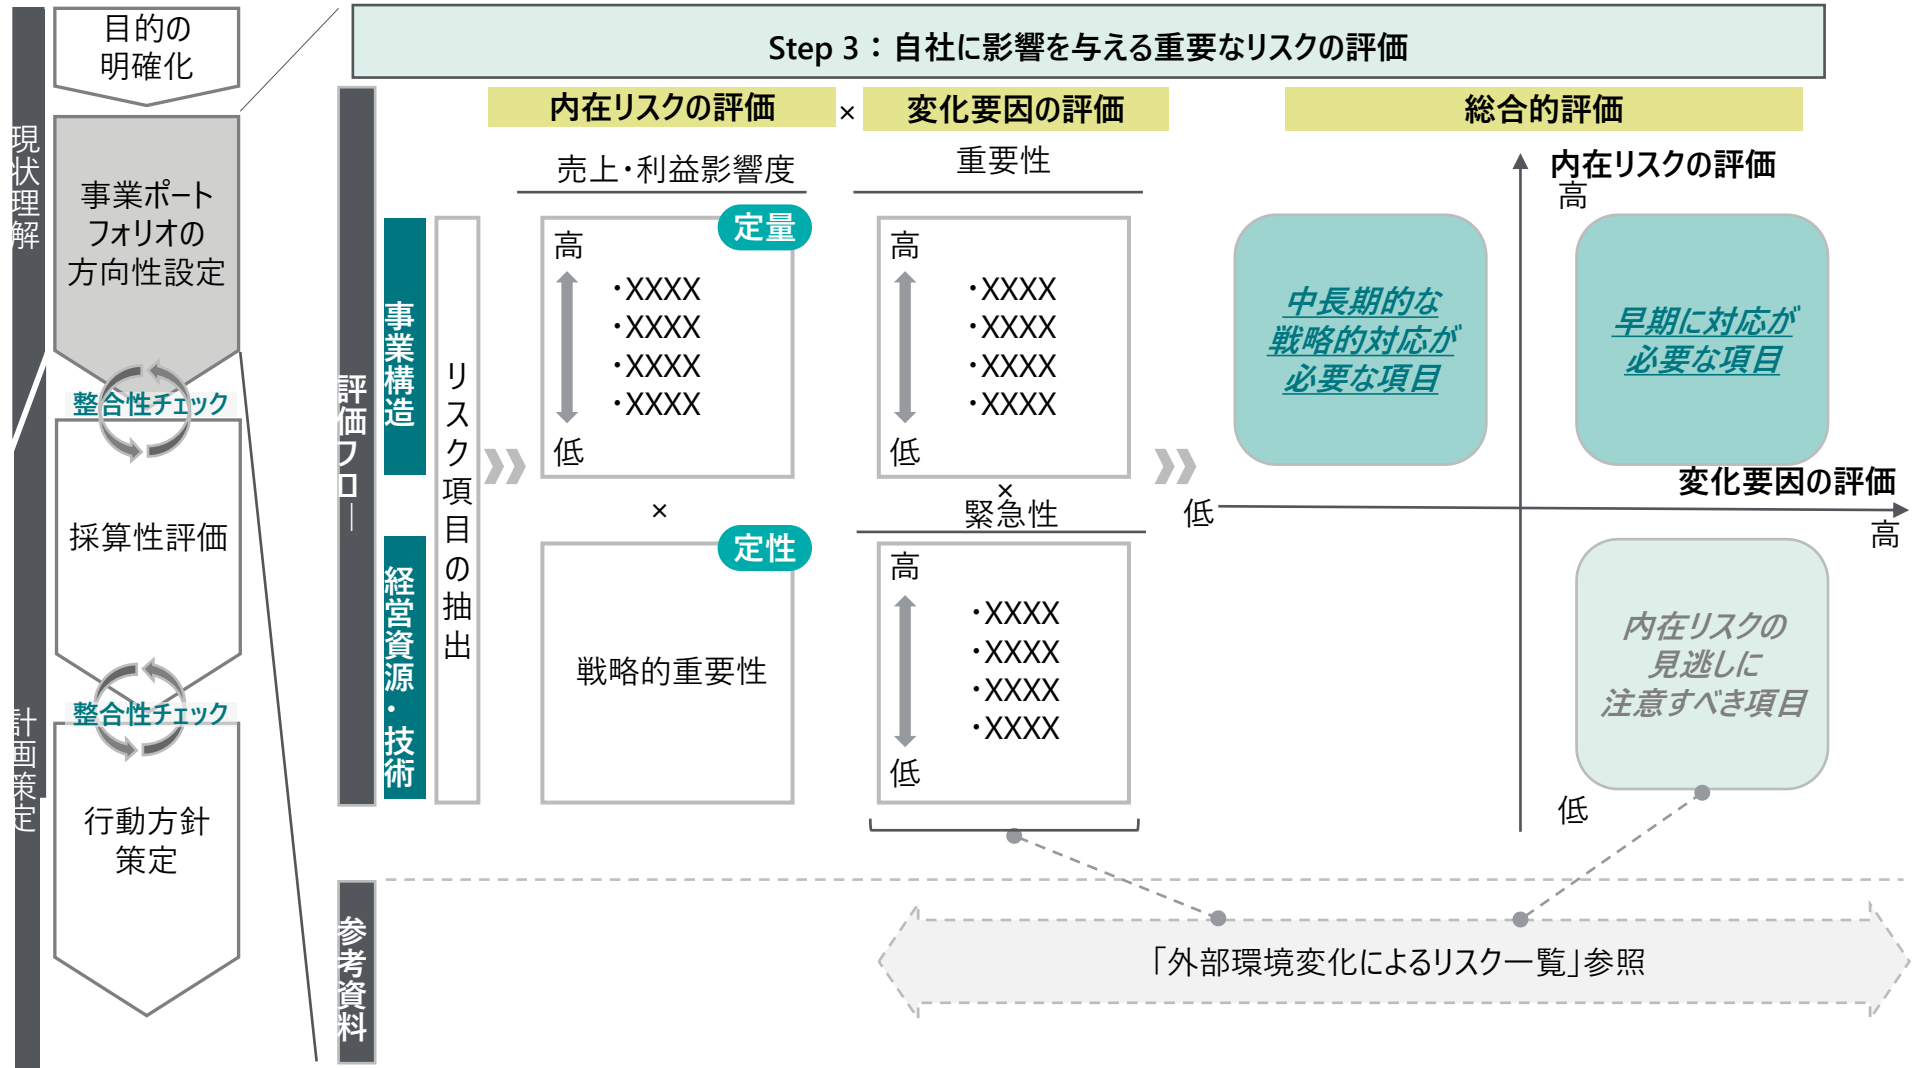 現状理解
計画策定
目的の
明確化
事業ポート
フォリオの
方向性設定
整合性チェック
採算性評価
整合性チェック
行動方針
策定
Step 3：自社に影響を与える重要なリスクの評価
評価フロー
内在リスクの評価
×
変化要因の評価
総合的評価
事業構造
経営資源・技術
リスク項目の抽出
売上・利益影響度
定量
高
・XXXX
・XXXX
・XXXX
・XXXX
低
×
定性
戦略的重要性
重要性
高
・XXXX
・XXXX
・XXXX
・XXXX
低
×
緊急性
高
・XXXX
・XXXX
・XXXX
・XXXX
低
内在リスクの評価
高
中長期的な
戦略的対応が
必要な項目
早期に対応が
必要な項目
変化要因の評価
低
高
内在リスクの
見逃しに
注意すべき項目
低
参考資料
「外部環境変化によるリスク一覧」参照